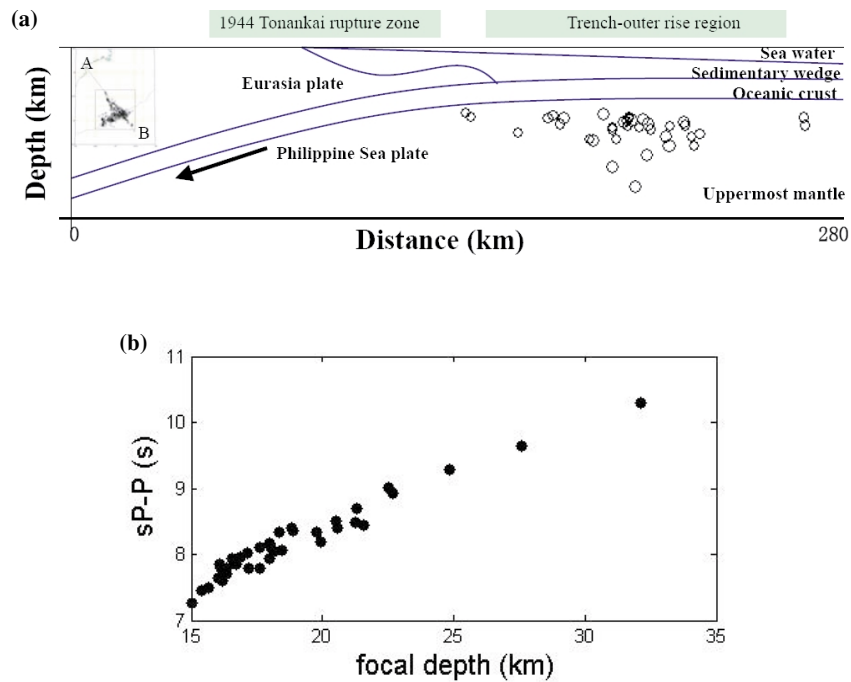 (a)
1944 Tonankai rupture zone
Trench-outer rise region
Sea water
A
Eurasia plate
Sedimentary wedge
Oceanic crust
B
Depth (km)
Philippine Sea plate
Uppermost mantle
0
Distance (km)
280
(b)
11
10
9
8
7
sP-P (s)
15
20
25
30
35
focal depth (km)